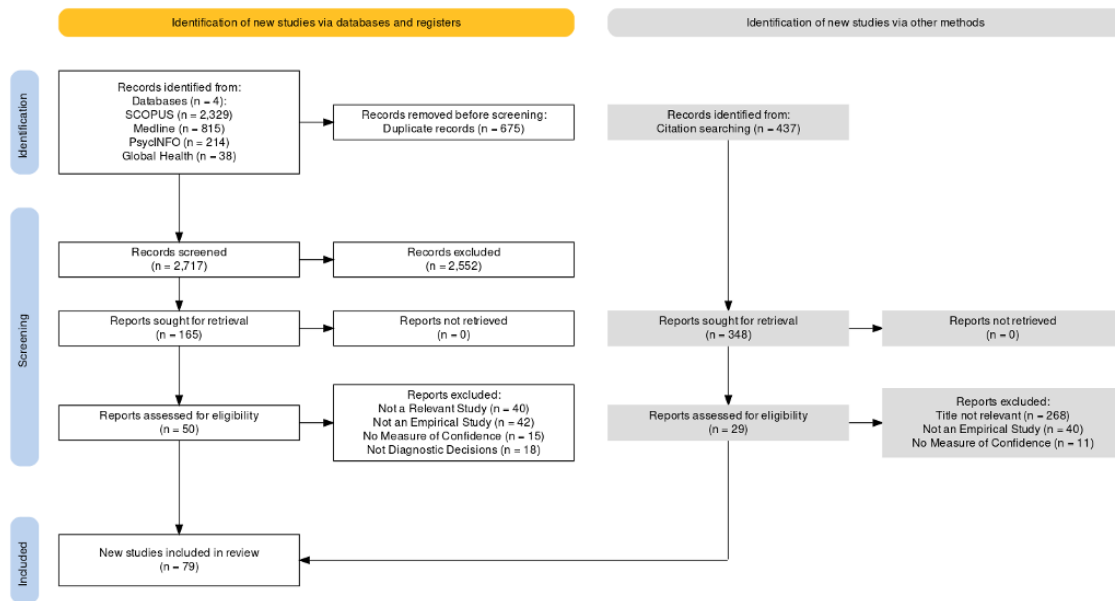 Identification of new studies via databases and registers
Identification of new studies via other methods
Identification
Records identified from:
Databases (n = 4):
SCOPUS (n = 2,329)
Medline (n = 815)
PsycINFO (n = 214)
Global Health (n = 38)
Records removed before screening:
Duplicate records (n = 675)
Records identified from:
Citation searching (n = 437)
Screening
Records screened
(n = 2,717)
Records excluded
(n = 2,552)
Reports sought for retrieval
(n = 165)
Reports not retrieved
(n = 0)
Reports sought for retrieval
(n = 348)
Reports not retrieved
(n = 0)
Reports assessed for eligibility
(n = 50)
Reports excluded:
Not a Relevant Study (n = 40)
Not an Empirical Study (n = 42)
No Measure of Confidence (n = 15)
Not Diagnostic Decisions (n = 18)
Reports assessed for eligibility
(n = 29)
Reports excluded:
Title not relevant (n = 268)
Not an Empirical Study (n = 40)
No Measure of Confidence (n = 11)
Included
New studies included in review
(n = 79)